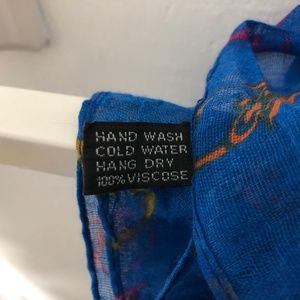 HAND WASH
COLD WATER
HANG DRY
100% VISCOSE